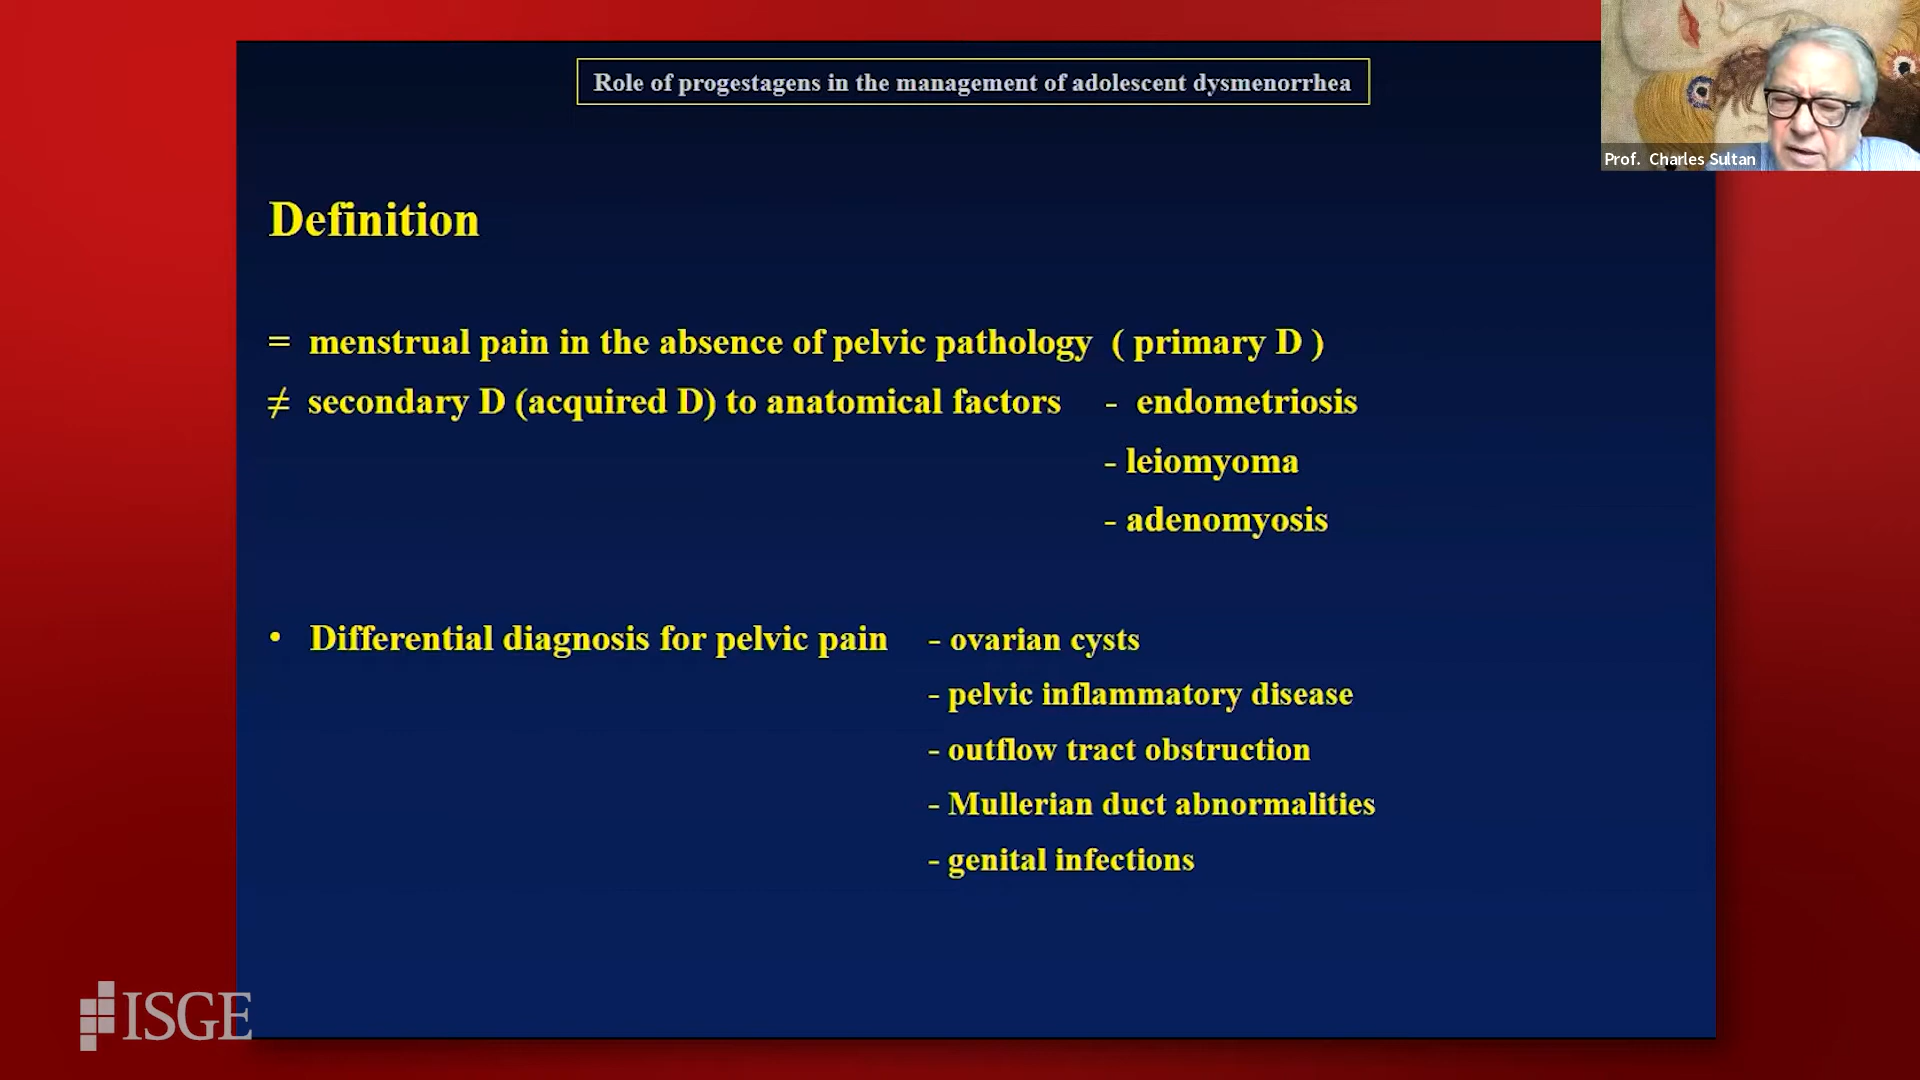 Role of progestagens in the management of adolescent dysmenorrhea
Prof. Charles Sultan
Definition
= menstrual pain in the absence of pelvic pathology ( primary D )
≠ secondary D (acquired D) to anatomical factors - endometriosis
- leiomyoma
- adenomyosis
• Differential diagnosis for pelvic pain - ovarian cysts
- pelvic inflammatory disease
- outflow tract obstruction
- Mullerian duct abnormalities
- genital infections
ISGE